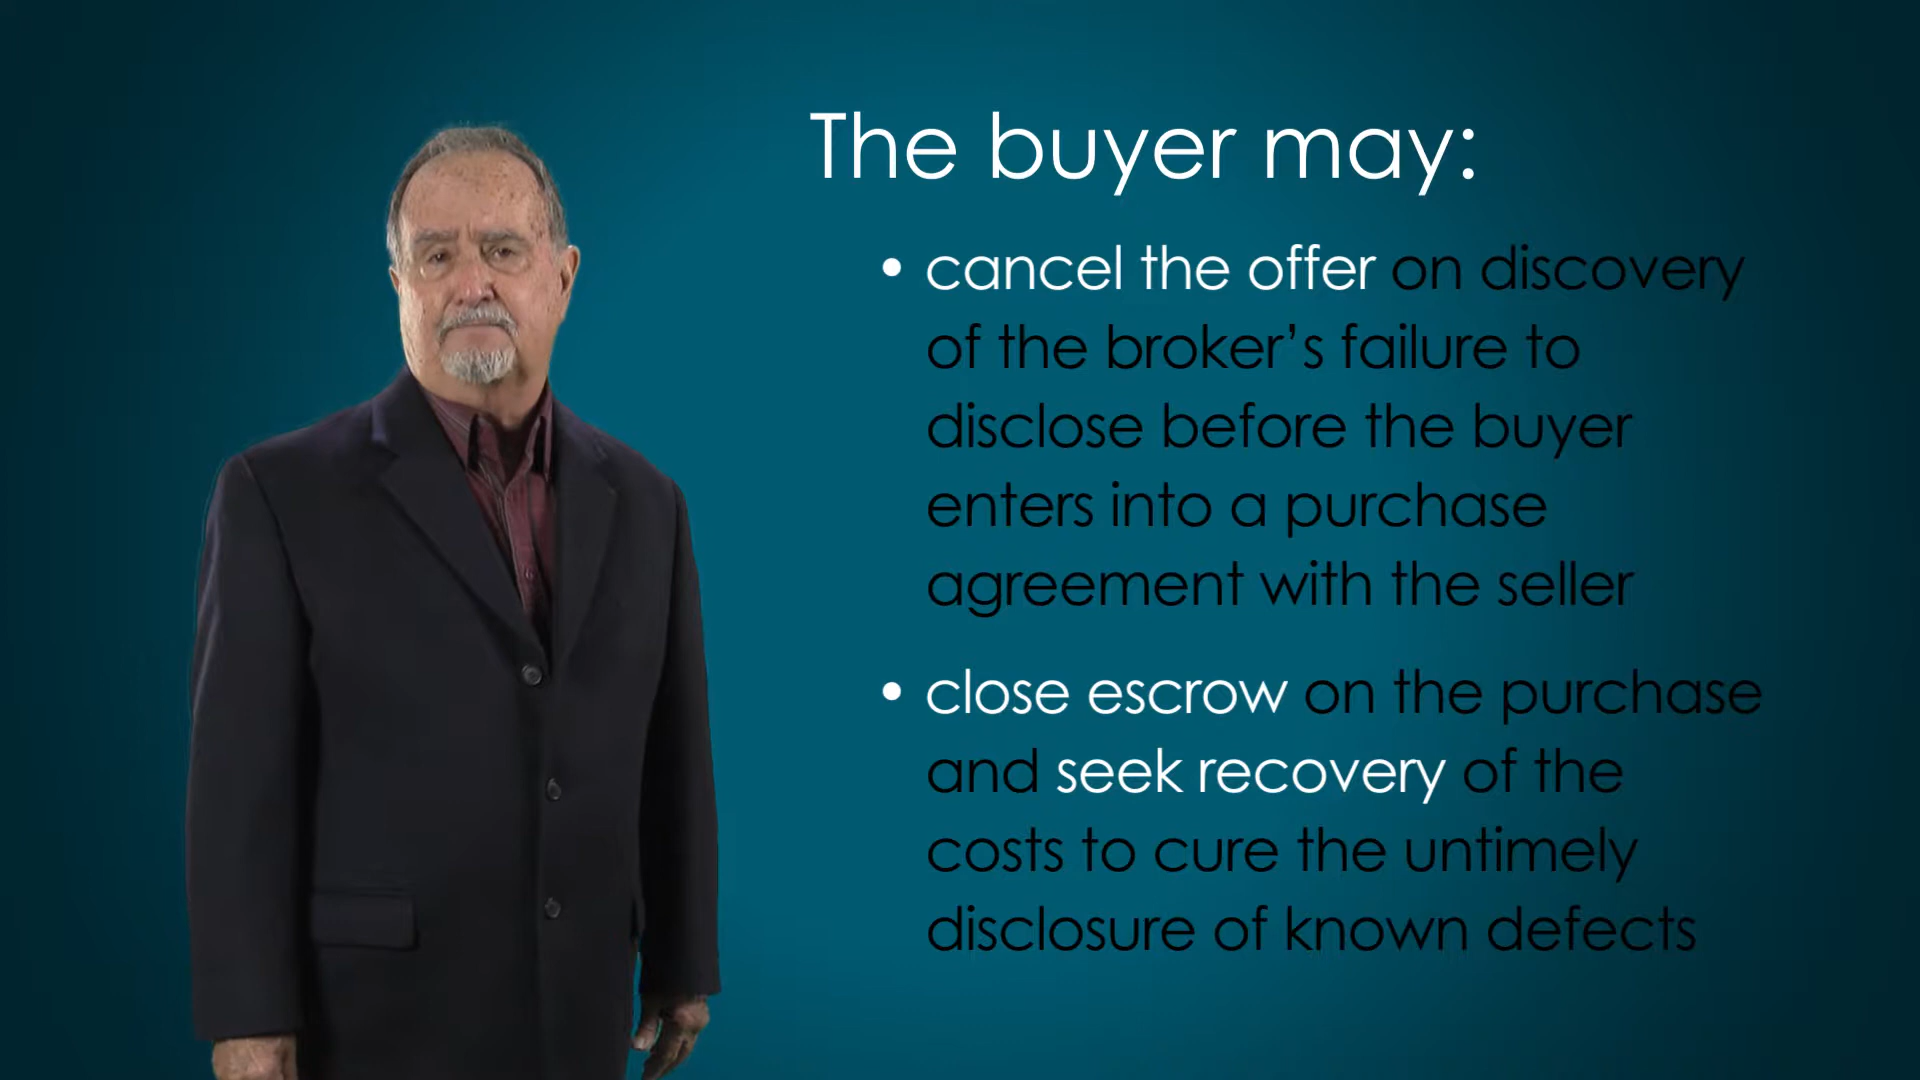 The buyer may:
• cancel the offer on discovery
of the broker’s failure to
disclose before the buyer
enters into a purchase
agreement with the seller
• close escrow on the purchase
and seek recovery of the
costs to cure the untimely
disclosure of known defects